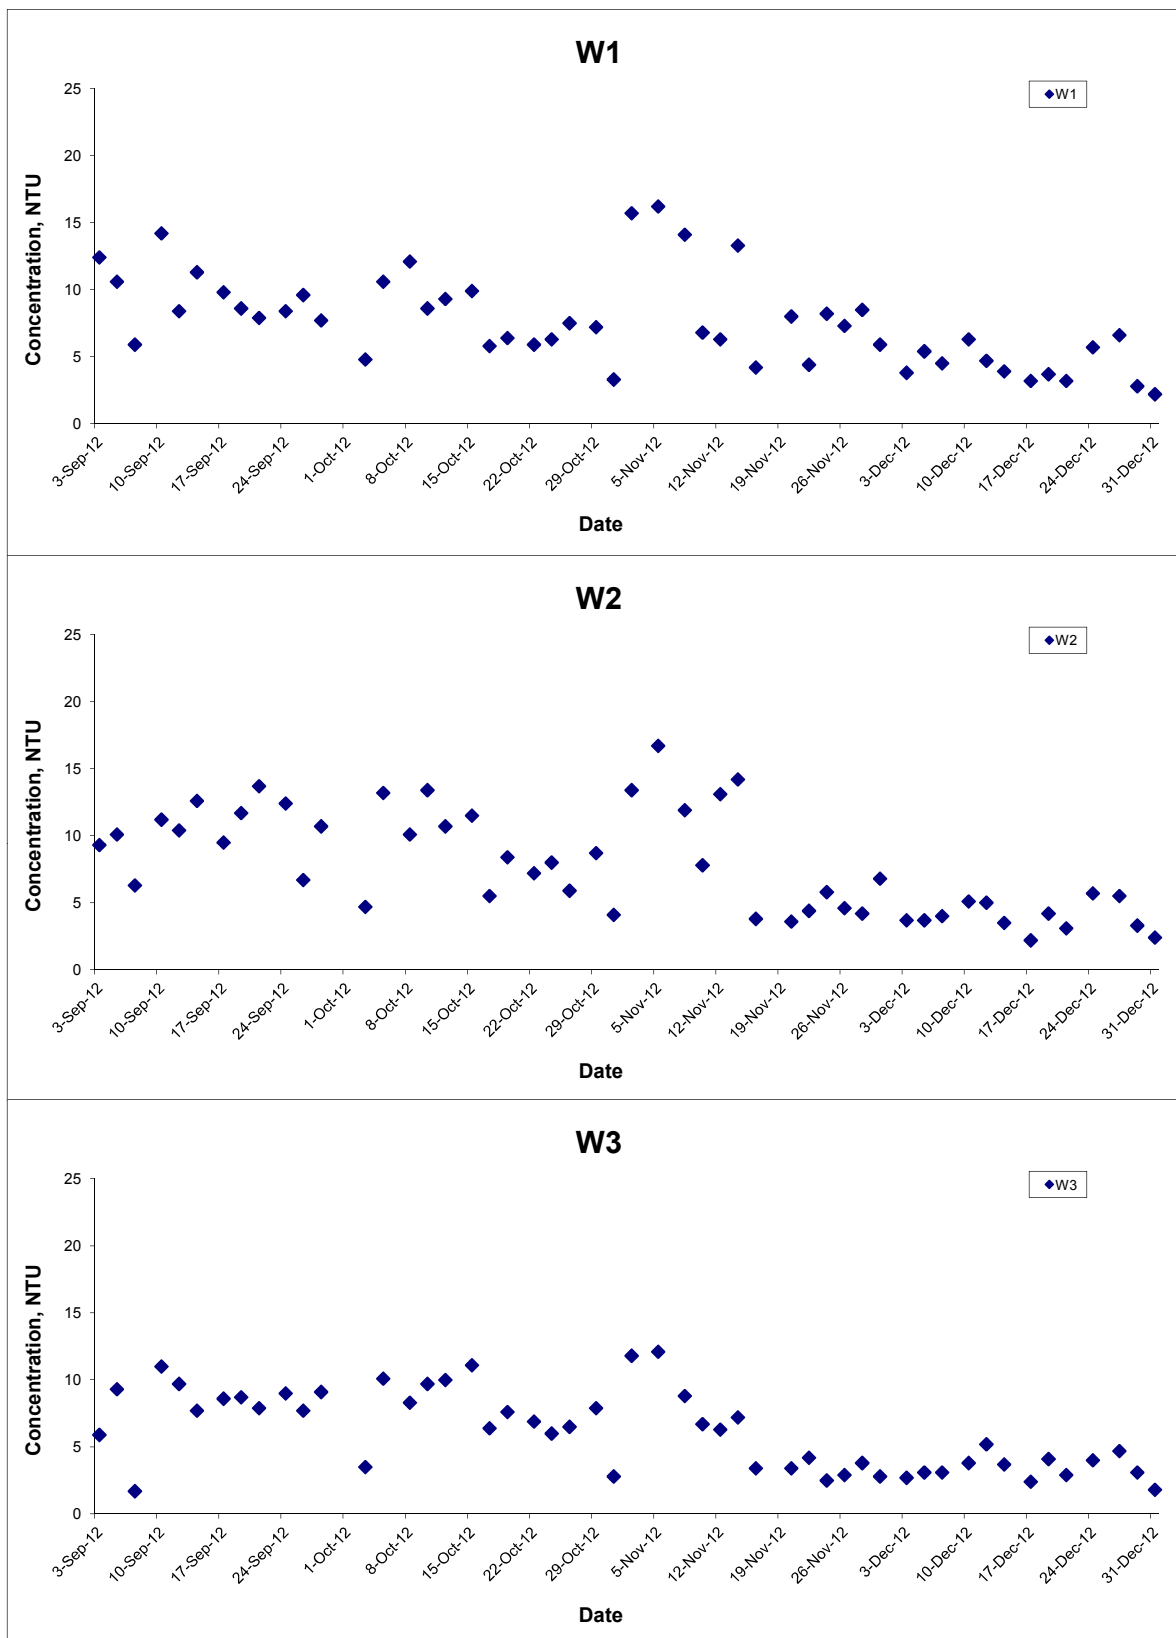 W1
W1
25
20
15
10
5
0
Concentration, NTU
3-Sep-12
10-Sep-12
17-Sep-12
24-Sep-12
1-Oct-12
8-Oct-12
15-Oct-12
22-Oct-12
29-Oct-12
5-Nov-12
12-Nov-12
19-Nov-12
26-Nov-12
3-Dec-12
10-Dec-12
17-Dec-12
24-Dec-12
31-Dec-12
Date
W2
W2
25
20
15
10
5
0
Concentration, NTU
3-Sep-12
10-Sep-12
17-Sep-12
24-Sep-12
1-Oct-12
8-Oct-12
15-Oct-12
22-Oct-12
29-Oct-12
5-Nov-12
12-Nov-12
19-Nov-12
26-Nov-12
3-Dec-12
10-Dec-12
17-Dec-12
24-Dec-12
31-Dec-12
Date
W3
W3
25
20
15
10
5
0
Concentration, NTU
3-Sep-12
10-Sep-12
17-Sep-12
24-Sep-12
1-Oct-12
8-Oct-12
15-Oct-12
22-Oct-12
29-Oct-12
5-Nov-12
12-Nov-12
19-Nov-12
26-Nov-12
3-Dec-12
10-Dec-12
17-Dec-12
24-Dec-12
31-Dec-12
Date